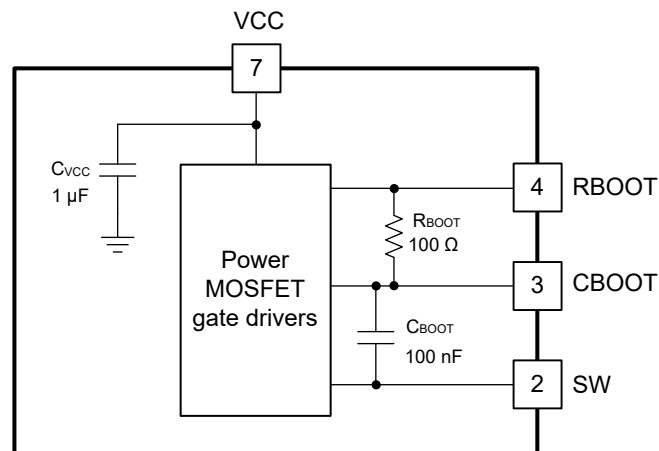 VCC
7
CVCC
1 µF
4
RBOOT
RBOOT
100 Ω
Power
MOSFET
gate drivers
3
CBOOT
CBOOT
100 nF
2
SW